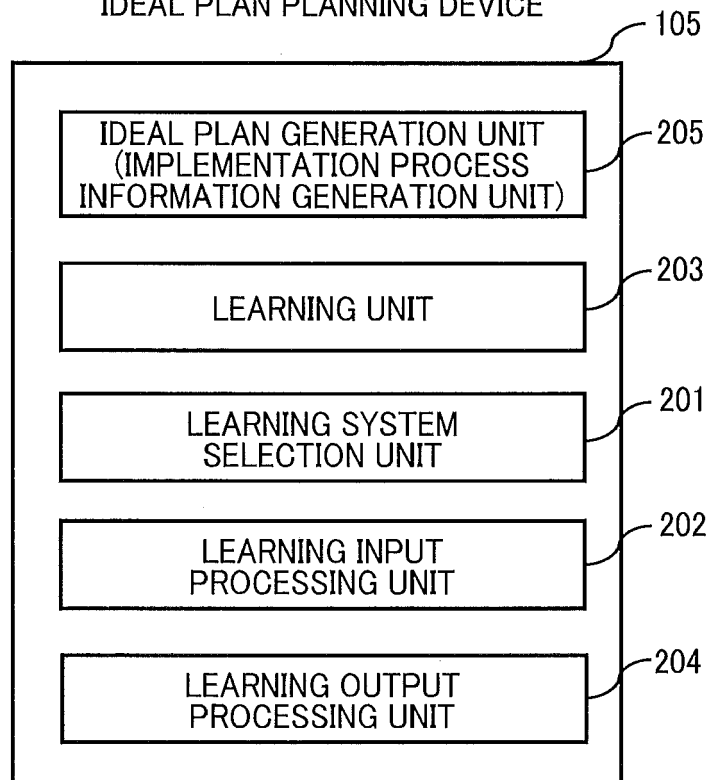 IDEAL PLAN PLANNING DEVICE
105
IDEAL PLAN GENERATION UNIT
(IMPLEMENTATION PROCESS
INFORMATION GENERATION UNIT)
205
LEARNING UNIT
203
LEARNING SYSTEM
SELECTION UNIT
201
LEARNING INPUT
PROCESSING UNIT
202
LEARNING OUTPUT
PROCESSING UNIT
204